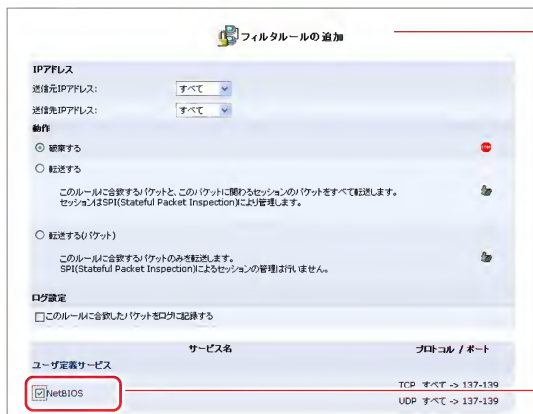 フィルタルールの追加
IPアドレス
送信元IPアドレス: すべて
送信先IPアドレス: すべて
動作
破棄する
転送する
このルールに合致するパケットと、このパケットに関わるセッションのパケットをすべて転送します。
セッションはSPI(Stateful Packet Inspection)により管理します。
転送する(パケット)
このルールに合致するパケットのみを転送します。
SPI(Stateful Packet Inspection)によるセッションの管理は行いません。
ログ設定
このルールに合致したパケットをログに記録する
サービス名 プロトコル / ポート
ユーザ定義サービス
NetBIOS TCP すべて -> 137-139
UDP すべて -> 137-139